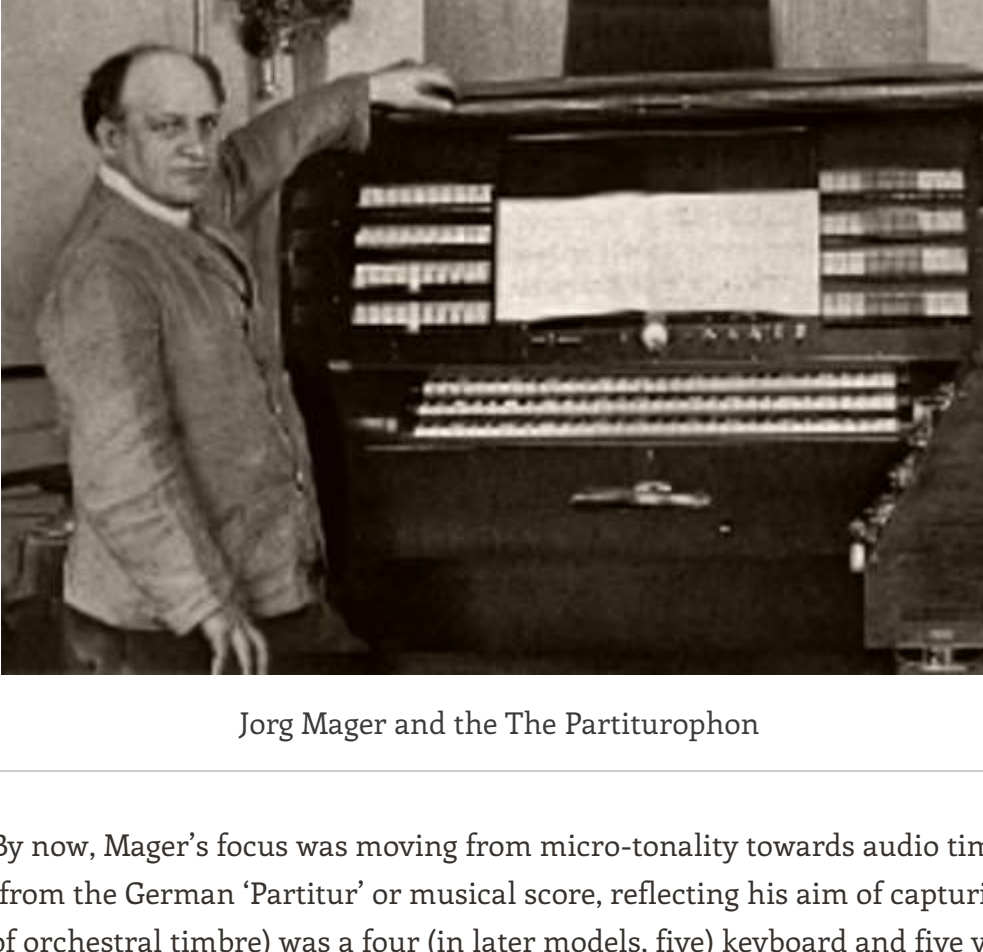 Jorg Mager and the The Partiturophon
By now, Mager’s focus was moving from micro-tonality towards audio tim
from the German ‘Partitur’ or musical score, reflecting his aim of capturi
of orchestral timbre) was a four (in later models, five) keyboard and five v